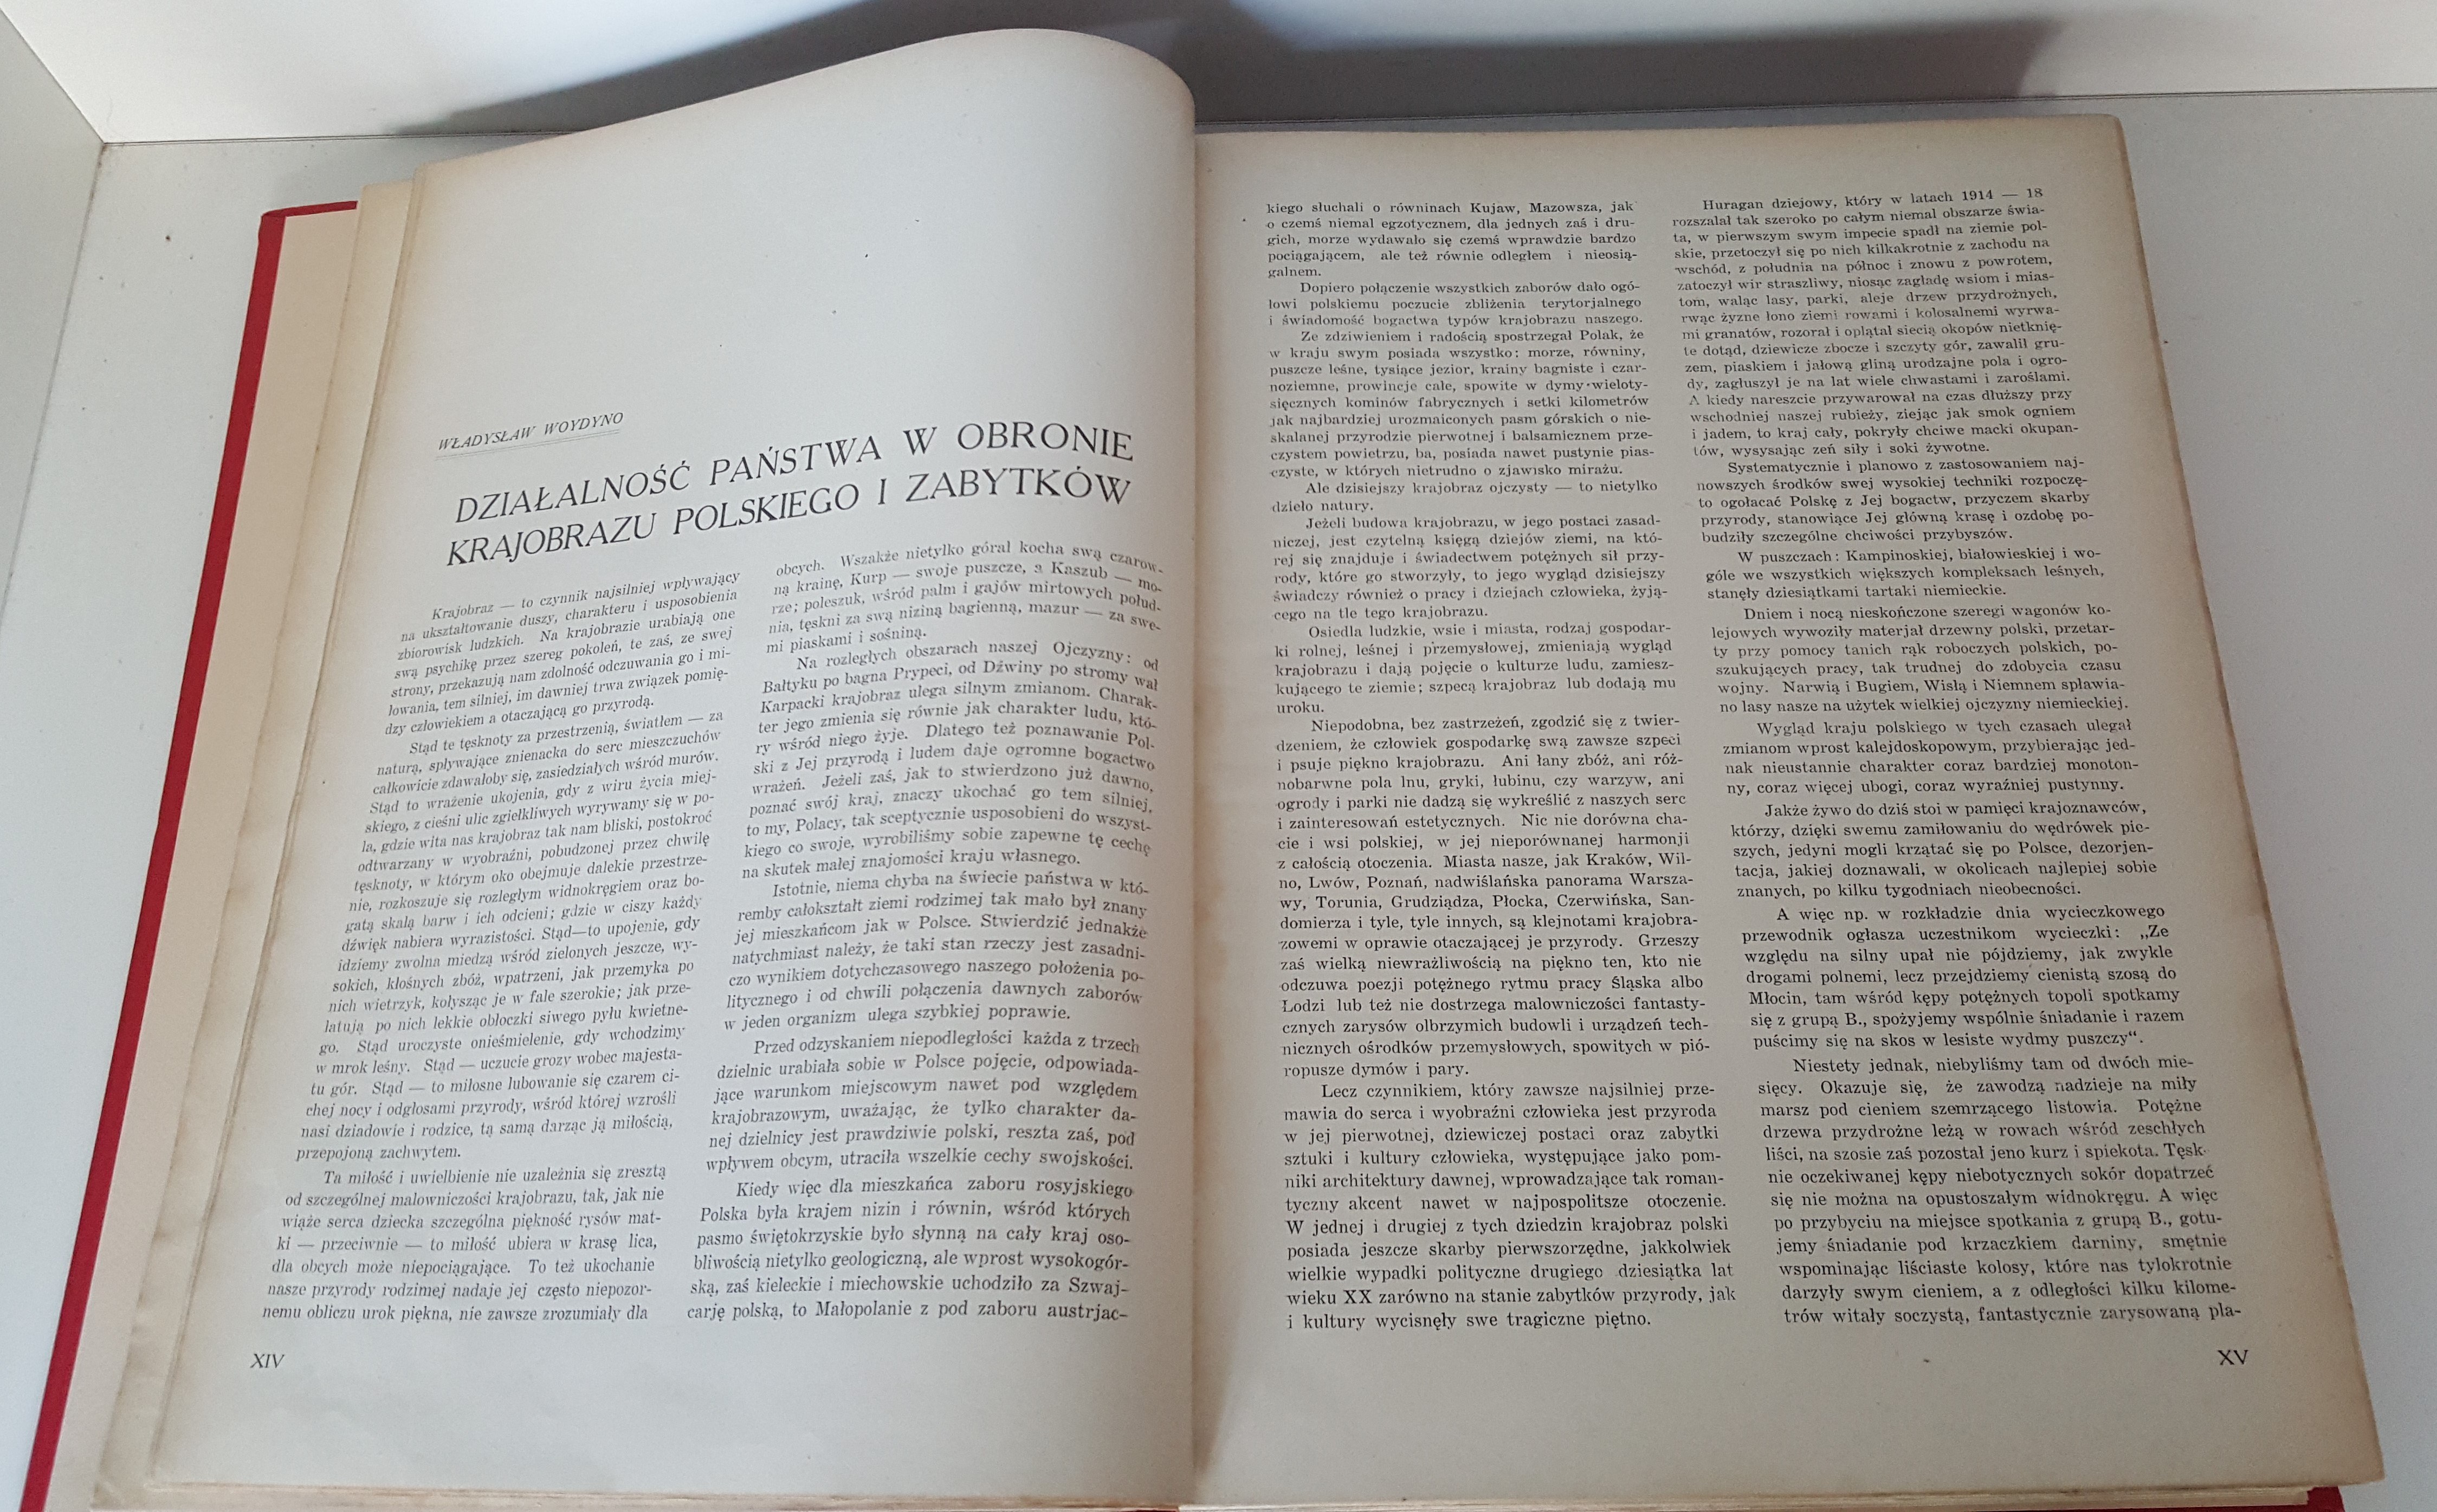 WŁADYSŁAW WOYDYNO
DZIAŁALNOŚĆ PAŃSTWA W OBRONIE
KRAJOBRAZU POLSKIEGO I ZABYTKÓW
Krajobraz — to czynnik najsilniej wpływający
na ukształtowanie duszy, charakteru i usposobienia
zbiorowisk ludzkich. Na krajobrazie urabiają one
swą psychikę przez szereg pokoleń, te zaś, ze swej
strony, przekazują nam zdolność odczuwania go i mi-
lowania, tem silniej, im dawniej trwa związek pomię-
dzy człowiekiem a otaczającą go przyrodą.
Stąd te tęsknoty za przestrzenią, światłem — za
naturą, spływające znienacka do serc mieszczuchów
całkowicie zdawałoby się, zasiedziałych wśród murów.
Stąd to wrażenie ukojenia, gdy z wiru życia miej-
skiego, z cieśni ulic zgiełkliwych wyrywamy się w po-
la, gdzie wita nas krajobraz tak nam bliski, postokroć
odtwarzany w wyobraźni, pobudzonej przez chwilę
tęsknoty, w którym oko obejmuje dalekie przestrze-
nie, rozkoszuje się rozległym widnokręgiem oraz bo-
gatą skalą barw i ich odcieni; gdzie w ciszy każdy
dźwięk nabiera wyrazistości. Stąd—to upojenie, gdy
idziemy zwolna miedzą wśród zielonych jeszcze, wy-
sokich, kłośnych zbóż, wpatrzeni, jak przemyka po
nich wietrzyk, kołysząc je w fale szerokie; jak prze-
latują po nich lekkie obłoczki siwego pyłu kwietne-
go. Stąd uroczyste onieśmielenie, gdy wchodzimy
w mrok leśny. Stąd — uczucie grozy wobec majesta-
tu gór. Stąd — to miłosne lubowanie się czarem ci-
chej nocy i odgłosami przyrody, wśród której wzrośli
nasi dziadowie i rodzice, tą samą darząc ją miłością,
przepojoną zachwytem.
Ta miłość i uwielbienie nie uzależnia się zresztą
od szczególnej malowniczości krajobrazu, tak, jak nie
wiąże serca dziecka szczególna piękność rysów mat-
ki — przeciwnie — to miłość ubiera w krasę lica,
dla obcych może niepociągające. To też ukochanie
nasze przyrody rodzimej nadaje jej często niepozor-
nemu obliczu urok piękna, nie zawsze zrozumiały dla
obcych. Wszakże nietylko góral kocha swą czarow-
ną krainę, Kurp — swoje puszcze, a Kaszub — mo-
rze; poleszuk, wśród palm i gajów mirtowych połud-
nia, tęskni za swą niziną bagienną, mazur — za swe-
mi piaskami i sośniną.
Na rozległych obszarach naszej Ojczyzny: od
Bałtyku po bagna Prypeci, od Dźwiny po stromy wał
Karpacki krajobraz ulega silnym zmianom. Charak-
ter jego zmienia się równie jak charakter ludu, któ-
ry wśród niego żyje. Dlatego też poznawanie Pol-
ski z Jej przyrodą i ludem daje ogromne bogactwo
wrażeń. Jeżeli zaś, jak to stwierdzono już dawno,
poznać swój kraj, znaczy ukochać go tem silniej,
to my, Polacy, tak sceptycznie usposobieni do wszyst-
kiego co swoje, wyrobiliśmy sobie zapewne tę cechę
na skutek małej znajomości kraju własnego.
Istotnie, niema chyba na świecie państwa w któ-
remby całokształt ziemi rodzimej tak mało był znany
jej mieszkańcom jak w Polsce. Stwierdzić jednakże
natychmiast należy, że taki stan rzeczy jest zasadni-
czo wynikiem dotychczasowego naszego położenia po-
litycznego i od chwili połączenia dawnych zaborów
w jeden organizm ulega szybkiej poprawie.
Przed odzyskaniem niepodległości każda z trzech
dzielnic urabiała sobie w Polsce pojęcie, odpowiada-
jące warunkom miejscowym nawet pod względem
krajobrazowym, uważając, że tylko charakter da-
nej dzielnicy jest prawdziwie polski, reszta zaś, pod
wpływem obcym, utraciła wszelkie cechy swojskości.
Kiedy więc dla mieszkańca zaboru rosyjskiego
Polska była krajem nizin i równin, wśród których
pasmo świętokrzyskie było słynną na cały kraj oso-
bliwością nietylko geologiczną, ale wprost wysokogór-
ską, zaś kieleckie i miechowskie uchodziło za Szwaj-
carję polską, to Małopolanie z pod zaboru austrjac-
XIV
kiego słuchali o równinach Kujaw, Mazowsza, jak
o czemś niemal egzotycznem, dla jednych zaś i dru-
gich, morze wydawało się czemś wprawdzie bardzo
pociągającem, ale też równie odległem i nieosią-
galnem.
Dopiero połączenie wszystkich zaborów dało ogó-
łowi polskiemu poczucie zbliżenia terytorjalnego
i świadomość bogactwa typów krajobrazu naszego.
Ze zdziwieniem i radością spostrzegał Polak, że
w kraju swym posiada wszystko: morze, równiny,
puszcze leśne, tysiące jezior, krainy bagniste i czar-
noziemne, prowincje całe, spowite w dymy wieloty-
sięcznych kominów fabrycznych i setki kilometrów
jak najbardziej urozmaiconych pasm górskich o nie-
skalanej przyrodzie pierwotnej i balsamicznem prze-
czystem powietrzu, ba, posiada nawet pustynie pias-
czyste, w których nietrudno o zjawisko mirażu.
Ale dzisiejszy krajobraz ojczysty — to nietylko
dzieło natury.
Jeżeli budowa krajobrazu, w jego postaci zasad-
niczej, jest czytelną księgą dziejów ziemi, na któ-
rej się znajduje i świadectwem potężnych sił przy-
rody, które go stworzyły, to jego wygląd dzisiejszy
świadczy również o pracy i dziejach człowieka, żyją-
cego na tle tego krajobrazu.
Osiedla ludzkie, wsie i miasta, rodzaj gospodar-
ki rolnej, leśnej i przemysłowej, zmieniają wygląd
krajobrazu i dają pojęcie o kulturze ludu, zamiesz-
kującego te ziemie; szpecą krajobraz lub dodają mu
uroku.
Niepodobna, bez zastrzeżeń, zgodzić się z twier-
dzeniem, że człowiek gospodarkę swą zawsze szpeci
i psuje piękno krajobrazu. Ani łany zbóż, ani róż-
nobarwne pola lnu, gryki, łubinu, czy warzyw, ani
ogrody i parki nie dadzą się wykreślić z naszych serc
i zainteresowań estetycznych. Nic nie dorówna cha-
cie i wsi polskiej, w jej nieporównanej harmonji
z całością otoczenia. Miasta nasze, jak Kraków, Wil-
no, Lwów, Poznań, nadwiślańska panorama Warsza-
wy, Torunia, Grudziądza, Płocka, Czerwińska, San-
domierza i tyle, tyle innych, są klejnotami krajobra-
zowemi w oprawie otaczającej je przyrody. Grzeszy
zaś wielką niewrażliwością na piękno ten, kto nie
odczuwa poezji potężnego rytmu pracy Śląska albo
Łodzi lub też nie dostrzega malowniczości fantasty-
cznych zarysów olbrzymich budowli i urządzeń tech-
nicznych ośrodków przemysłowych, spowitych w pió-
ropusze dymów i pary.
Lecz czynnikiem, który zawsze najsilniej prze-
mawia do serca i wyobraźni człowieka jest przyroda
w jej pierwotnej, dziewiczej postaci oraz zabytki
sztuki i kultury człowieka, występujące jako pom-
niki architektury dawnej, wprowadzające tak roman-
tyczny akcent nawet w najpospolitsze otoczenie.
W jednej i drugiej z tych dziedzin krajobraz polski
posiada jeszcze skarby pierwszorzędne, jakkolwiek
wielkie wypadki polityczne drugiego dziesiątka lat
wieku XX zarówno na stanie zabytków przyrody, jak
i kultury wycisnęły swe tragiczne piętno.
Huragan dziejowy, który w latach 1914 — 18
rozszalał tak szeroko po całym niemal obszarze świa-
ta, w pierwszym swym impecie spadł na ziemie pol-
skie, przetoczył się po nich kilkakrotnie z zachodu na
wschód, z południa na północ i znowu z powrotem,
zatoczył wir straszliwy, niosąc zagładę wsiom i mias-
tom, waląc lasy, parki, aleje drzew przydrożnych,
rwąc żyzne łono ziemi rowami i kolosalnemi wyrwa-
mi granatów, rozorał i oplątał siecią okopów nietknię-
te dotąd, dziewicze zbocze i szczyty gór, zawalił gru-
zem, piaskiem i jałową gliną urodzajne pola i ogro-
dy, zagłuszył je na lat wiele chwastami i zaroślami.
A kiedy nareszcie przywarował na czas dłuższy przy
wschodniej naszej rubieży, ziejąc jak smok ogniem
i jadem, to kraj cały, pokryły chciwe macki okupan-
tów, wysysając zeń siły i soki żywotne.
Systematycznie i planowo z zastosowaniem naj-
nowszych środków swej wysokiej techniki rozpoczę-
to ogołacać Polskę z Jej bogactw, przyczem skarby
przyrody, stanowiące Jej główną krasę i ozdobę po-
budziły szczególne chciwości przybyszów.
W puszczach: Kampinoskiej, białowieskiej i wo-
góle we wszystkich większych kompleksach leśnych,
stanęły dziesiątkami tartaki niemieckie.
Dniem i nocą nieskończone szeregi wagonów ko-
lejowych wywoziły materjał drzewny polski, przetar-
ty przy pomocy tanich rąk roboczych polskich, po-
szukujących pracy, tak trudnej do zdobycia czasu
wojny. Narwią i Bugiem, Wisłą i Niemnem spławia-
no lasy nasze na użytek wielkiej ojczyzny niemieckiej.
Wygląd kraju polskiego w tych czasach ulegał
zmianom wprost kalejdoskopowym, przybierając jed-
nak nieustannie charakter coraz bardziej monoton-
ny, coraz więcej ubogi, coraz wyraźniej pustynny.
Jakże żywo do dziś stoi w pamięci krajoznawców,
którzy, dzięki swemu zamiłowaniu do wędrówek pie-
szych, jedyni mogli krzątać się po Polsce, dezorjen-
tacja, jakiej doznawali, w okolicach najlepiej sobie
znanych, po kilku tygodniach nieobecności.
A więc np. w rozkładzie dnia wycieczkowego
przewodnik ogłasza uczestnikom wycieczki: „Ze
względu na silny upał nie pójdziemy, jak zwykle
drogami polnemi, lecz przejdziemy cienistą szosą do
Młocin, tam wśród kępy potężnych topoli spotkamy
się z grupą B., spożyjemy wspólnie śniadanie i razem
puścimy się na skos w lesiste wydmy puszczy“.
Niestety jednak, niebyliśmy tam od dwóch mie-
sięcy. Okazuje się, że zawodzą nadzieje na miły
marsz pod cieniem szemrzącego listowia. Potężne
drzewa przydrożne leżą w rowach wśród zeschłych
liści, na szosie zaś pozostał jeno kurz i spiekota. Tęsk-
nie oczekiwanej kępy niebotycznych sokór dopatrzeć
się nie można na opustoszałym widnokręgu. A więc
po przybyciu na miejsce spotkania z grupą B., gotu-
jemy śniadanie pod krzaczkiem darniny, smętnie
wspominając liściaste kolosy, które nas tylokrotnie
darzyły swym cieniem, a z odległości kilku kilome-
trów witały soczystą, fantastycznie zarysowaną pla-
XV